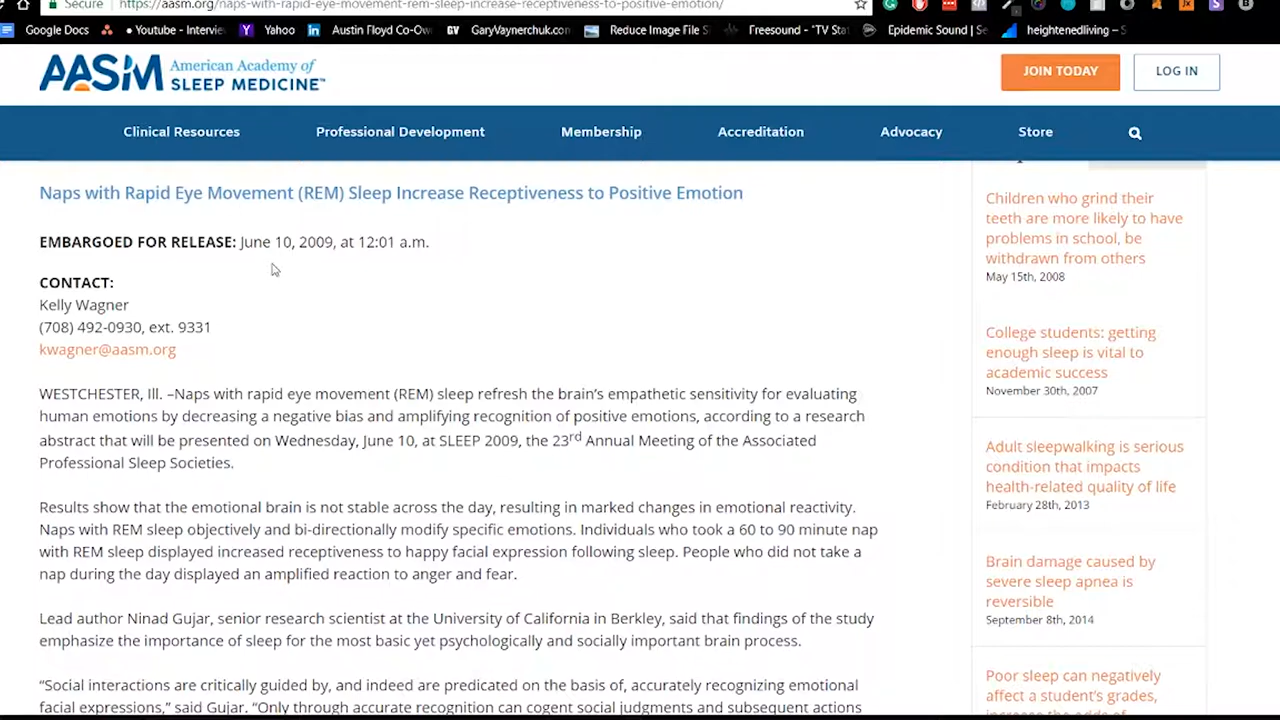 Secure https://aasm.org/naps-with-rapid-eye-movement-rem-sleep-increase-receptiveness-to-positive-emotion/
Google Docs • Youtube - Intervie Yahoo Austin Floyd Co-Ow GV GaryVaynerchuk.con Reduce Image File S Freesound - "TV Sta Epidemic Sound | Se heightenedliving – S
AASM American Academy of
SLEEP MEDICINE™
JOIN TODAY
LOG IN
Clinical Resources Professional Development Membership Accreditation Advocacy Store
Naps with Rapid Eye Movement (REM) Sleep Increase Receptiveness to Positive Emotion
EMBARGOED FOR RELEASE: June 10, 2009, at 12:01 a.m.
CONTACT:
Kelly Wagner
(708) 492-0930, ext. 9331
kwagner@aasm.org
WESTCHESTER, Ill. –Naps with rapid eye movement (REM) sleep refresh the brain's empathetic sensitivity for evaluating
human emotions by decreasing a negative bias and amplifying recognition of positive emotions, according to a research
abstract that will be presented on Wednesday, June 10, at SLEEP 2009, the 23rd Annual Meeting of the Associated
Professional Sleep Societies.
Results show that the emotional brain is not stable across the day, resulting in marked changes in emotional reactivity.
Naps with REM sleep objectively and bi-directionally modify specific emotions. Individuals who took a 60 to 90 minute nap
with REM sleep displayed increased receptiveness to happy facial expression following sleep. People who did not take a
nap during the day displayed an amplified reaction to anger and fear.
Lead author Ninad Gujar, senior research scientist at the University of California in Berkley, said that findings of the study
emphasize the importance of sleep for the most basic yet psychologically and socially important brain process.
“Social interactions are critically guided by, and indeed are predicated on the basis of, accurately recognizing emotional
facial expressions,” said Gujar. “Only through accurate recognition can cogent social judgments and subsequent actions
Children who grind their
teeth are more likely to have
problems in school, be
withdrawn from others
May 15th, 2008
College students: getting
enough sleep is vital to
academic success
November 30th, 2007
Adult sleepwalking is serious
condition that impacts
health-related quality of life
February 28th, 2013
Brain damage caused by
severe sleep apnea is
reversible
September 8th, 2014
Poor sleep can negatively
affect a student's grades,
increase the odds of